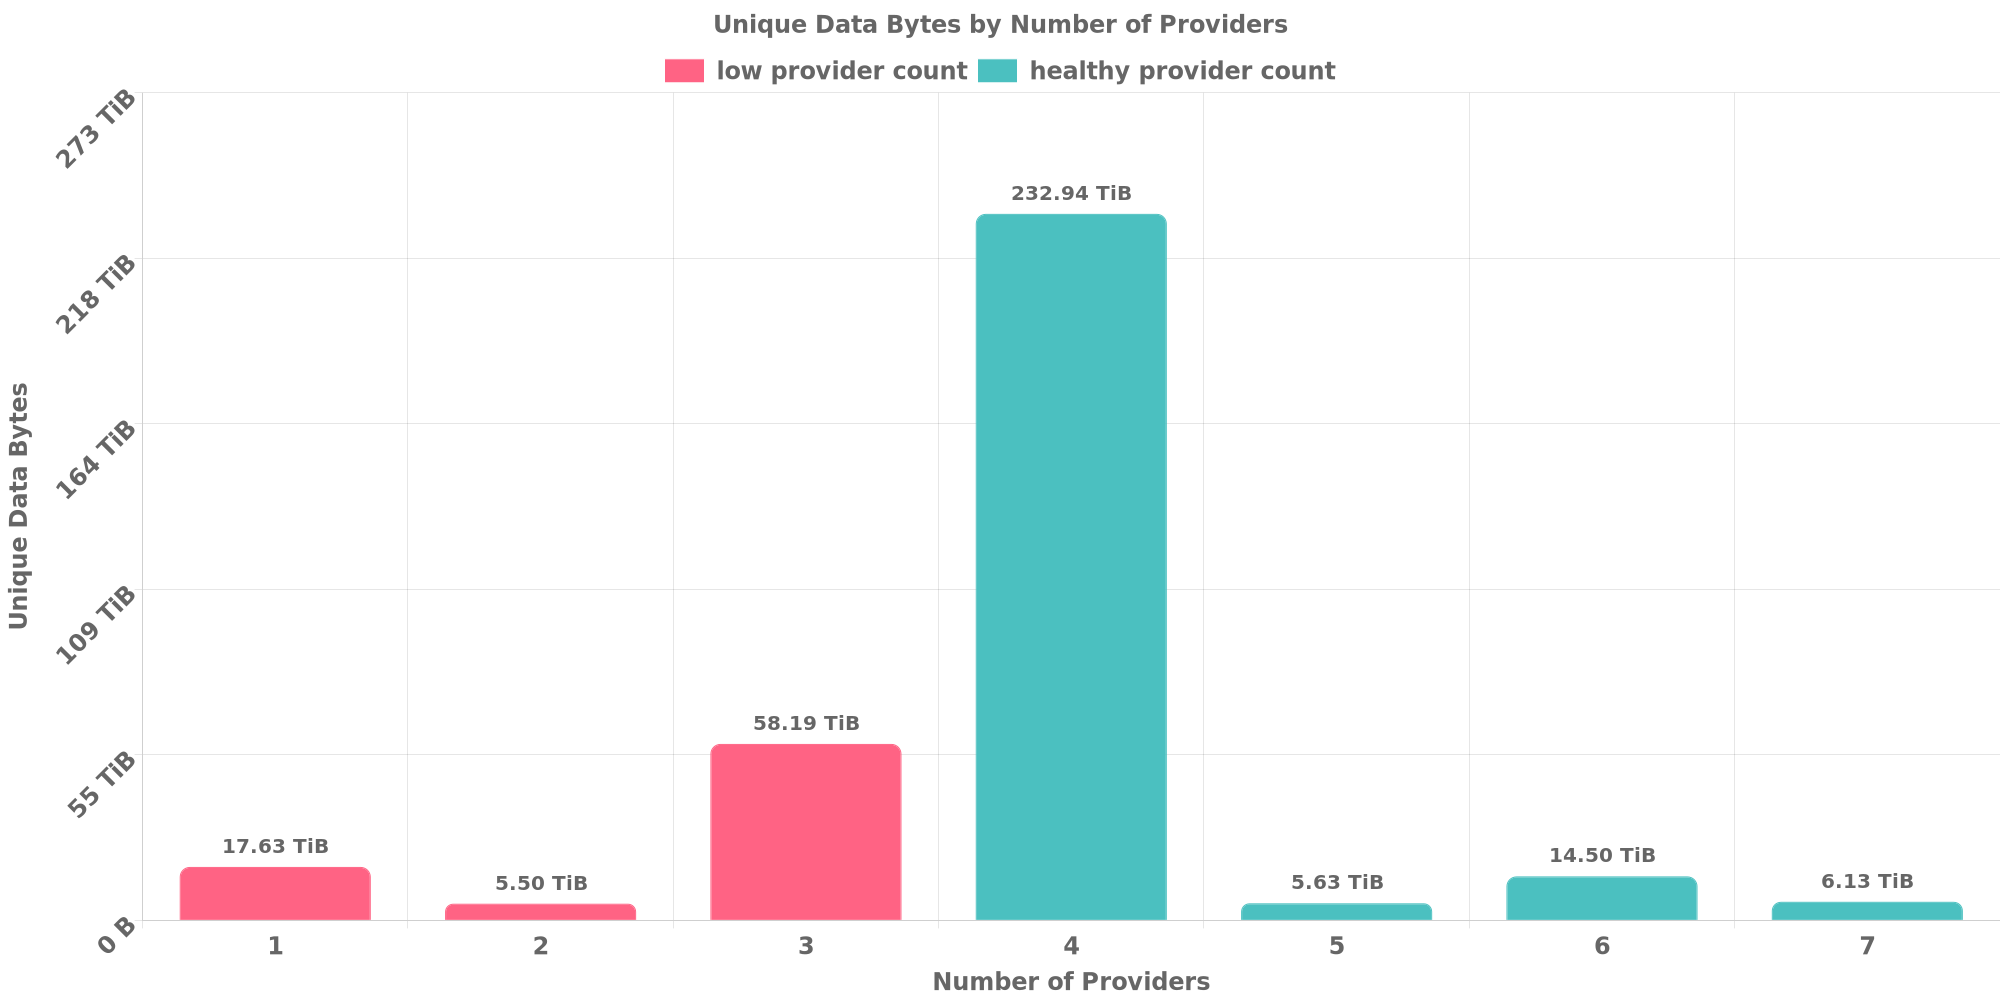 Unique Data Bytes by Number of Providers
low provider count healthy provider count
273 TiB
218 TiB
164 TiB
109 TiB
55 TiB
0 B
Unique Data Bytes
17.63 TiB
5.50 TiB
58.19 TiB
232.94 TiB
5.63 TiB
14.50 TiB
6.13 TiB
1 2 3 4 5 6 7
Number of Providers